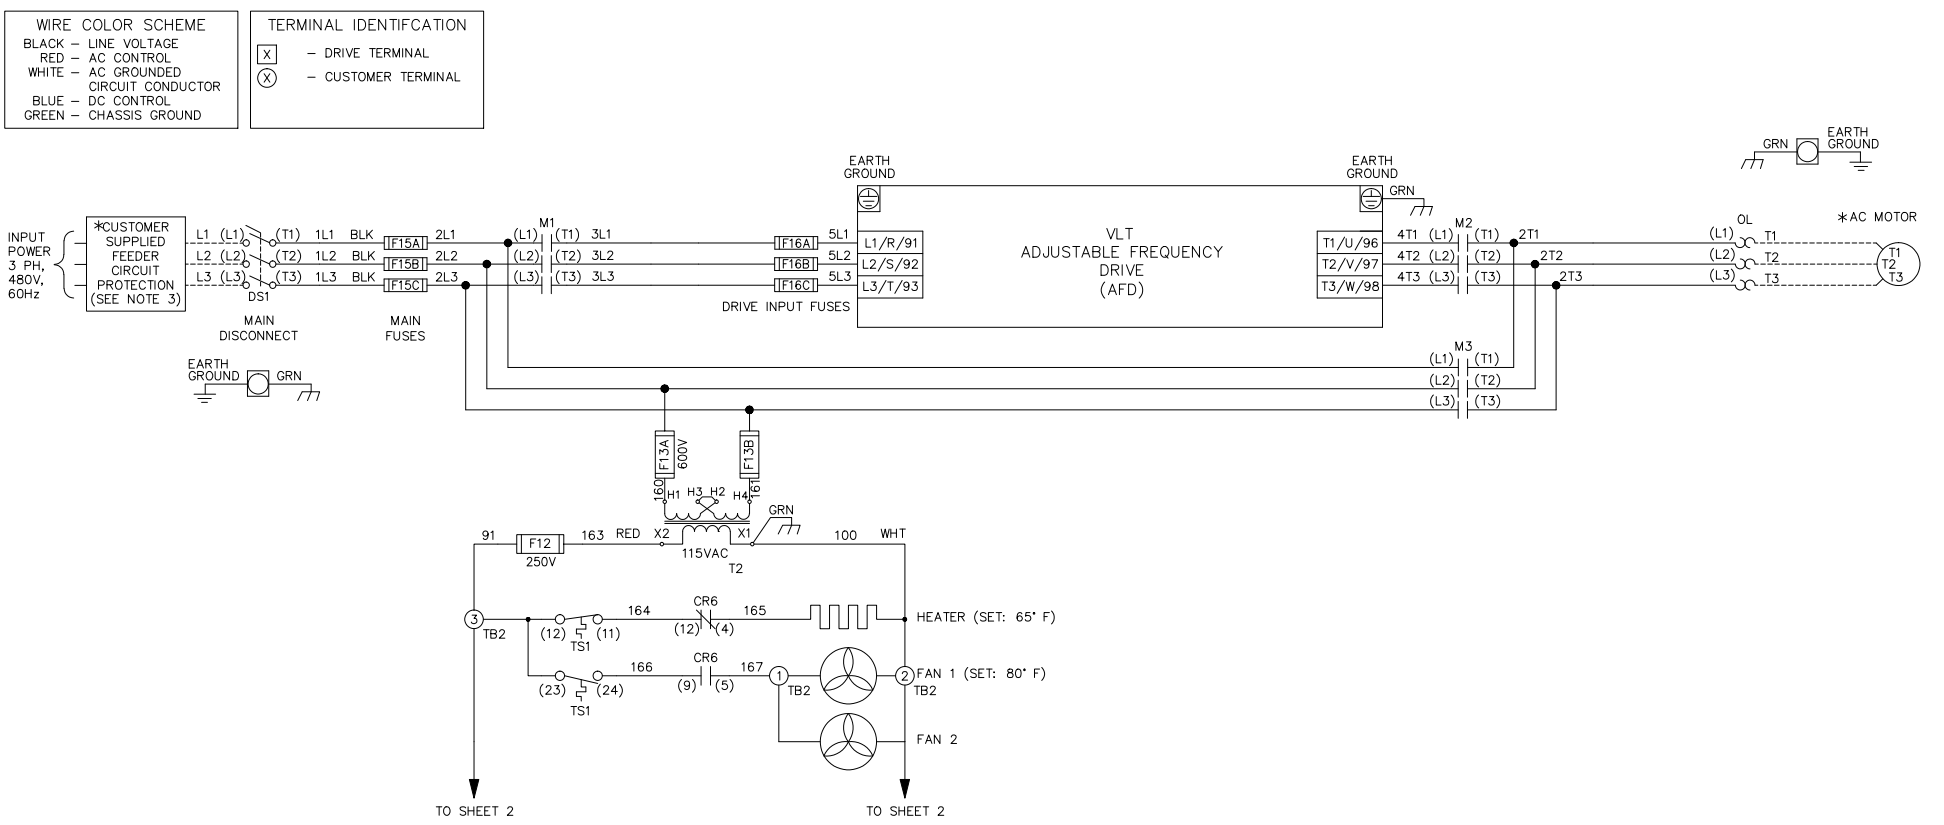 WIRE COLOR SCHEME
BLACK – LINE VOLTAGE
RED – AC CONTROL
WHITE – AC GROUNDED
CIRCUIT CONDUCTOR
BLUE – DC CONTROL
GREEN – CHASSIS GROUND
TERMINAL IDENTIFCATION
X – DRIVE TERMINAL
X – CUSTOMER TERMINAL
GRN
EARTH
GROUND
EARTH
GROUND
EARTH
GROUND
GRN
INPUT
POWER
3 PH,
480V,
60Hz
*CUSTOMER
SUPPLIED
FEEDER
CIRCUIT
PROTECTION
(SEE NOTE 3)
L1 (L1) (T1) 1L1 BLK F15A 2L1 (L1) M1 (T1) 3L1 F16A 5L1 L1/R/91
L2 (L2) (T2) 1L2 BLK F15B 2L2 (L2) (T2) 3L2 F16B 5L2 L2/S/92
L3 (L3) (T3) 1L3 BLK F15C 2L3 (L3) (T3) 3L3 F16C 5L3 L3/T/93
DS1
MAIN
DISCONNECT
MAIN
FUSES
DRIVE INPUT FUSES
VLT
ADJUSTABLE FREQUENCY
DRIVE
(AFD)
T1/U/96 4T1 (L1) M2 (T1) 2T1 (L1) OL T1
T2/V/97 4T2 (L2) (T2) 2T2 (L2) T2
T3/W/98 4T3 (L3) (T3) 2T3 (L3) T3
*AC MOTOR
T1
T2
T3
M3
(L1) (T1)
(L2) (T2)
(L3) (T3)
EARTH
GROUND
GRN
F13A
600V
F13B
160
161
H1 H3 H2 H4
GRN
91 F12 163 RED X2 X1 100 WHT
250V
115VAC
T2
3
TB2
(12) (11)
TS1
164
CR6
(12) (4)
165
HEATER (SET: 65° F)
(23) (24)
TS1
166
CR6
(9) (5)
167
1
TB2
2
TB2
FAN 1 (SET: 80° F)
FAN 2
TO SHEET 2
TO SHEET 2